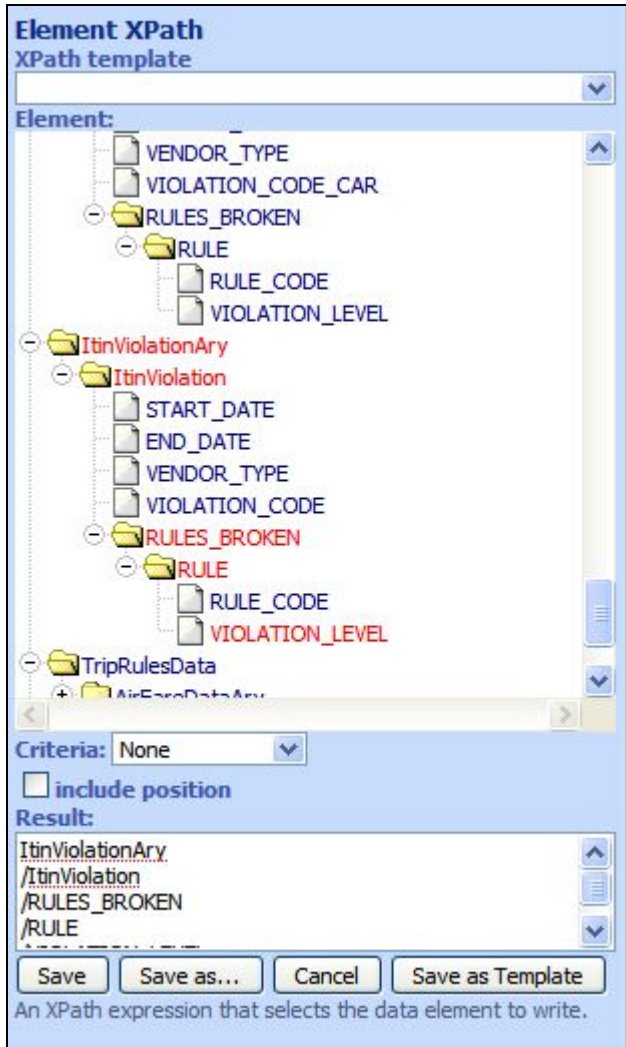 Element XPath
XPath template
Element:
VENDOR_TYPE
VIOLATION_CODE_CAR
RULES_BROKEN
RULE
RULE_CODE
VIOLATION_LEVEL
ItinViolationAry
ItinViolation
START_DATE
END_DATE
VENDOR_TYPE
VIOLATION_CODE
RULES_BROKEN
RULE
RULE_CODE
VIOLATION_LEVEL
TripRulesData
AirFareDataAry
Criteria: None
include position
Result:
ItinViolationAry
/ItinViolation
/RULES_BROKEN
/RULE
/VIOLATION_LEVEL
Save Save as... Cancel Save as Template
An XPath expression that selects the data element to write.